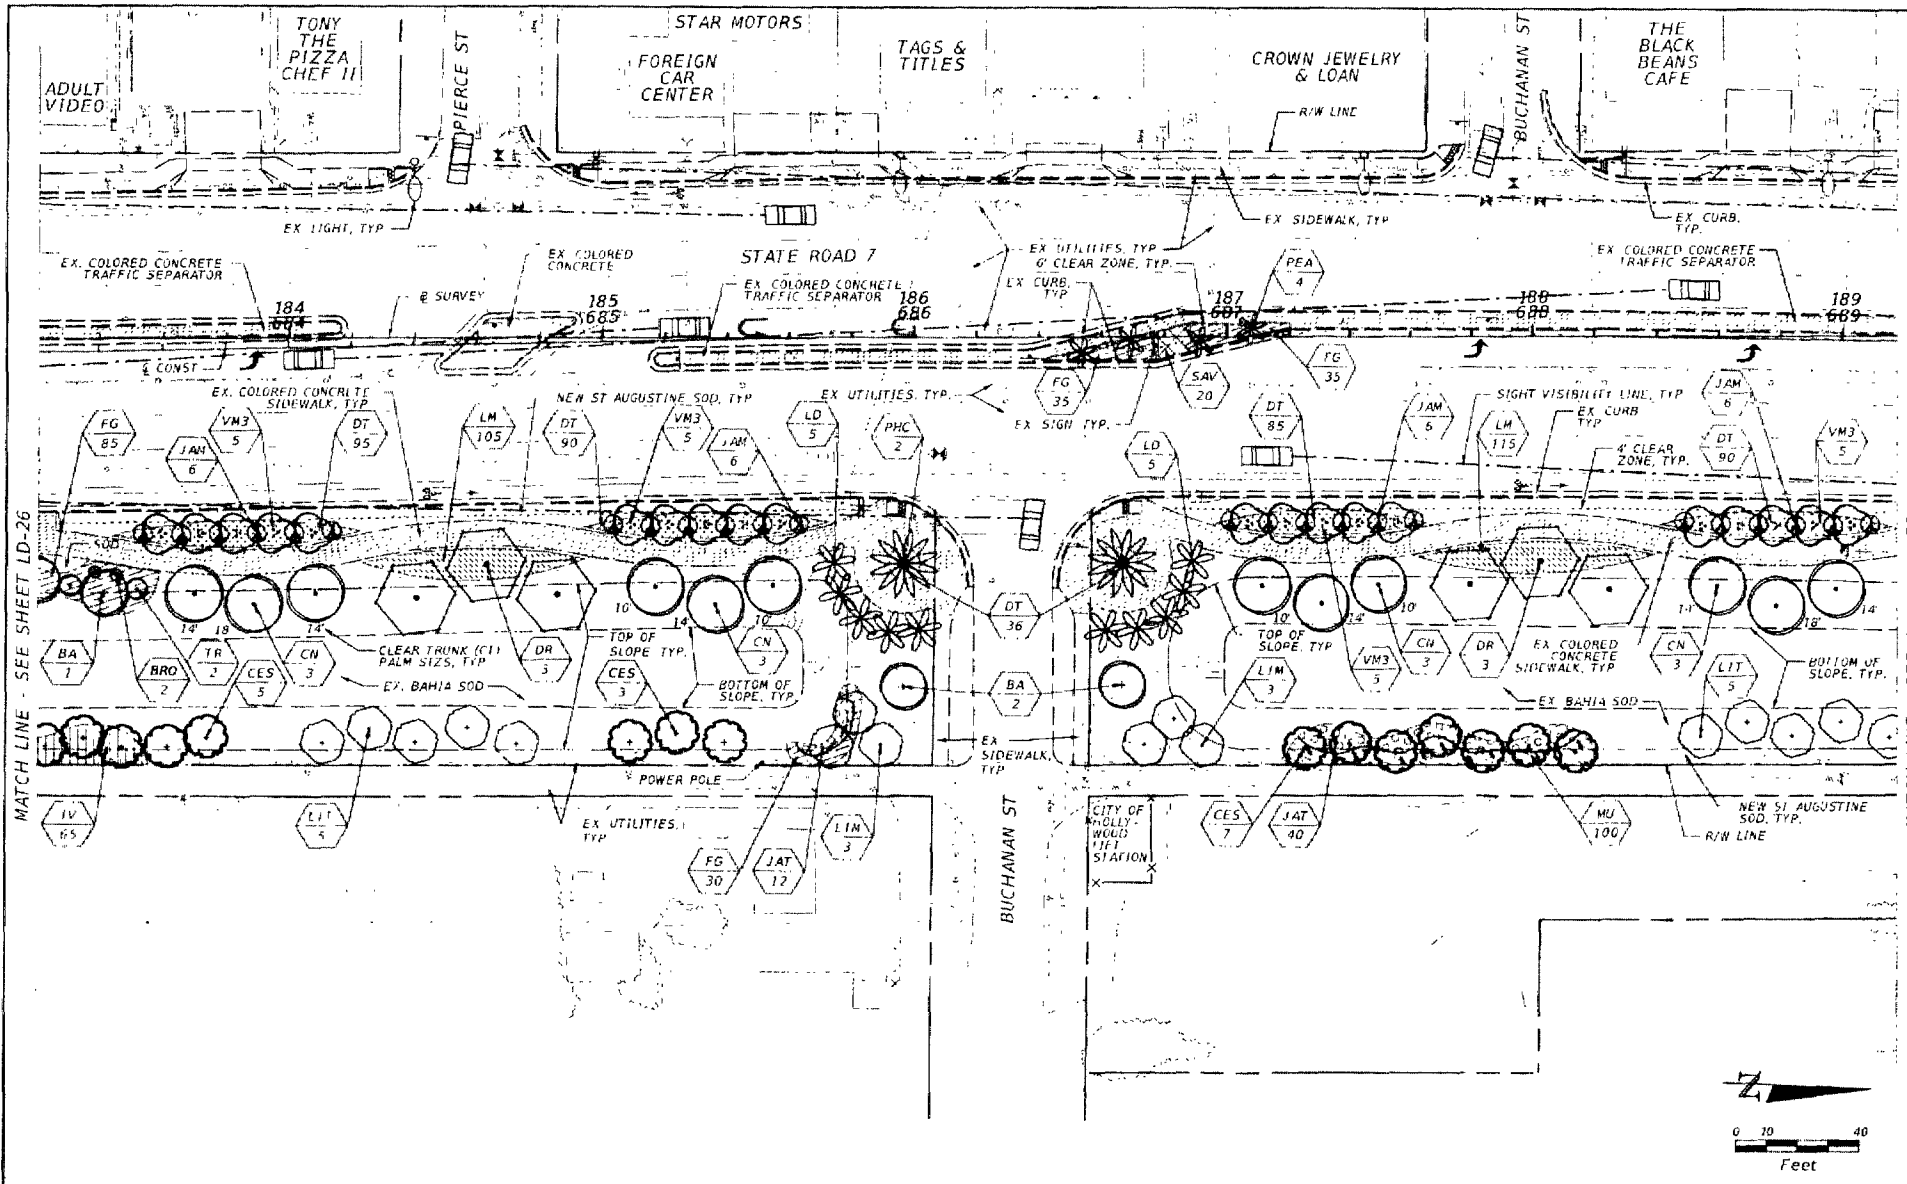 TONY
THE
PIZZA
CHEF II
ADULT
VIDEO
PIERCE ST
STAR MOTORS
FOREIGN
CAR
CENTER
TAGS &
TITLES
CROWN JEWELRY
& LOAN
BUCHANAN ST
THE
BLACK
BEANS
CAFE
R/W LINE
EX LIGHT, TYP
EX SIDEWALK, TYP
EX CURB,
TYP.
EX. COLORED CONCRETE
TRAFFIC SEPARATOR
EX COLORED
CONCRETE
STATE ROAD 7
EX UTILITIES, TYP
6' CLEAR ZONE, TYP.
PEA
4
EX COLORED CONCRETE
TRAFFIC SEPARATOR
℄ SURVEY
EX COLORED CONCRETE
TRAFFIC SEPARATOR
EX CURB,
TYP
184
684
185
685
186
686
187
687
188
688
189
689
℄ CONST
EX. COLORED CONCRETE
SIDEWALK, TYP
NEW ST AUGUSTINE SOD, TYP
EX UTILITIES, TYP.
EX SIGN TYP.
FG
35
SAV
20
FG
35
SIGHT VISIBILITY LINE, TYP
EX CURB
TYP
4' CLEAR
ZONE, TYP.
FG
85
JAM
6
VM3
5
DT
95
LM
105
DT
90
VM3
5
JAM
6
LD
5
PHC
2
LD
5
DT
85
JAM
6
LM
115
JAM
6
DT
90
VM3
5
MATCH LINE - SEE SHEET LD-26
SOD
14'
18'
14'
10'
14'
10'
10'
14'
10'
14'
18'
14'
BA
1
BRO
2
TR
2
CES
5
CN
3
CLEAR TRUNK (CT)
PALM SIZS, TYP
EX. BAHIA SOD
DR
3
TOP OF
SLOPE TYP.
CES
3
CN
3
BOTTOM OF
SLOPE, TYP.
DT
36
BA
2
TOP OF
SLOPE, TYP
LIM
3
VM3
5
CN
3
DR
3
EX. COLORED
CONCRETE
SIDEWALK, TYP
CN
3
LIT
5
BOTTOM OF
SLOPE, TYP.
EX BAHIA SOD
EX
SIDEWALK,
TYP
POWER POLE
IV
65
LIT
5
EX UTILITIES,
TYP
FG
30
JAT
12
LIM
3
BUCHANAN ST
CITY OF
HOLLY-
WOOD
LIFT
STATION
CES
7
JAT
40
MU
100
NEW ST AUGUSTINE
SOD, TYP.
R/W LINE
Z
0 10 40
Feet